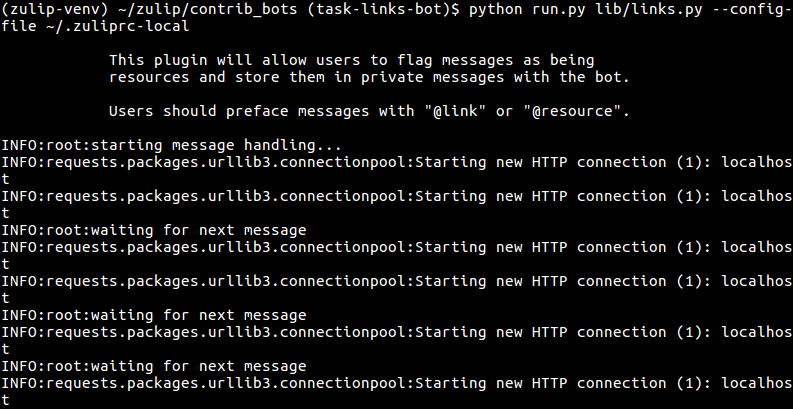 (zulip-venv) ~/zulip/contrib_bots (task-links-bot)$ python run.py lib/links.py --config-
file ~/.zuliprc-local
This plugin will allow users to flag messages as being
resources and store them in private messages with the bot.
Users should preface messages with "@link" or "@resource".
INFO:root:starting message handling...
INFO:requests.packages.urllib3.connectionpool:Starting new HTTP connection (1): localhos
t
INFO:requests.packages.urllib3.connectionpool:Starting new HTTP connection (1): localhos
t
INFO:root:waiting for next message
INFO:requests.packages.urllib3.connectionpool:Starting new HTTP connection (1): localhos
t
INFO:requests.packages.urllib3.connectionpool:Starting new HTTP connection (1): localhos
t
INFO:root:waiting for next message
INFO:requests.packages.urllib3.connectionpool:Starting new HTTP connection (1): localhos
t
INFO:root:waiting for next message
INFO:requests.packages.urllib3.connectionpool:Starting new HTTP connection (1): localhos
t